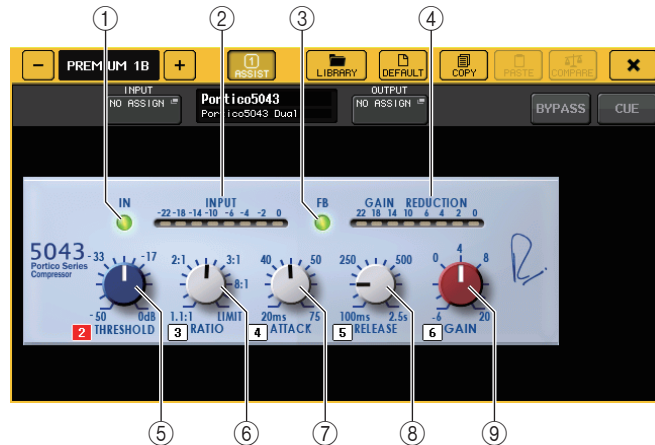 ① ② ③ ④
− PREMIUM 1B + 1 ASSIST LIBRARY DEFAULT COPY PASTE COMPARE ×
INPUT
NO ASSIGN
Portico5043
Portico5043 Dual
OUTPUT
NO ASSIGN
BYPASS CUE
IN INPUT FB GAIN REDUCTION
-22 -18 -14 -10 -6 -4 -2 0
22 18 14 10 6 4 2 0
5043
Portico Series
Compressor
-33 -17
2:1 3:1
8:1
40 50
250 500
0 4 8
-50 0dB
1.1:1 LIMIT
20ms 75
100ms 2.5s
-6 20
2 THRESHOLD
3 RATIO
4 ATTACK
5 RELEASE
6 GAIN
R.
⑤ ⑥ ⑦ ⑧ ⑨